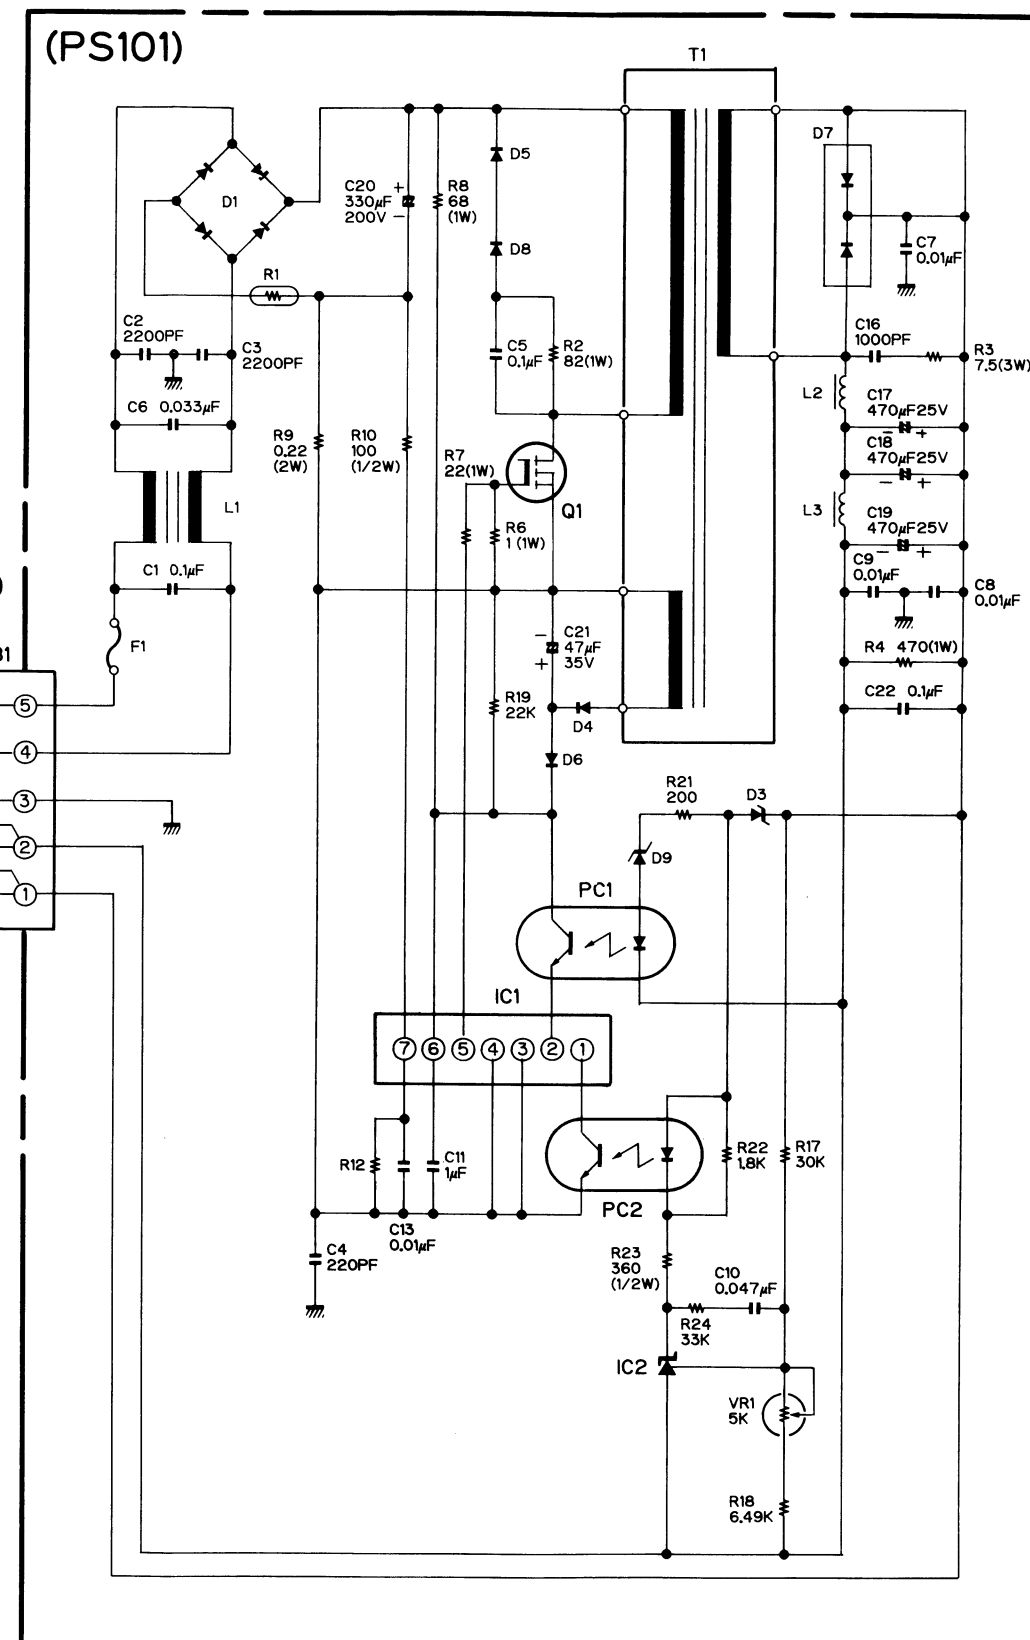 (PS101)
T1
D7
D5
C20 +
330μF
200V −
R8
68
(1W)
D1
D8
C7
0.01μF
R1
C2
2200PF
C3
2200PF
C5
0.1μF
R2
82(1W)
C16
1000PF
R3
7.5(3W)
C6 0.033μF
L2
C17
470μF25V
− +
C18
470μF25V
− +
R9
0.22
(2W)
R10
100
(1/2W)
R7
22(1W)
Q1
L1
R6
1 (1W)
L3
C19
470μF25V
− +
C1 0.1μF
C9
0.01μF
C8
0.01μF
F1
−
+
C21
47μF
35V
R4 470(1W)
R19
22K
D4
C22 0.1μF
5
4
3
2
1
D6
R21
200
D3
D9
PC1
IC1
7 6 5 4 3 2 1
R12
C11
1μF
R22
1.8K
R17
30K
PC2
C13
0.01μF
C4
220PF
R23
360
(1/2W)
C10
0.047μF
R24
33K
IC2
VR1
5K
R18
6.49K